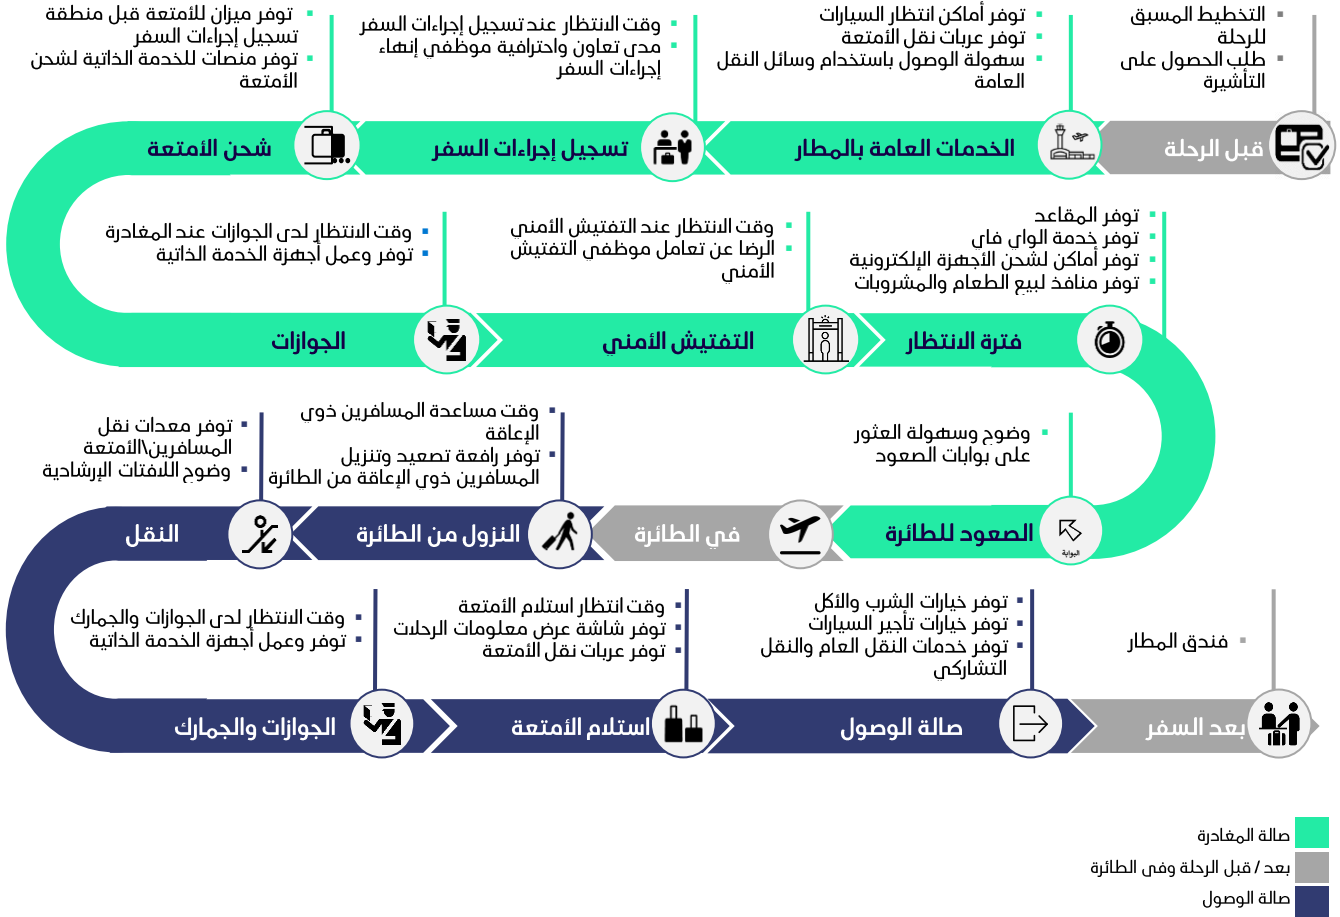 التخطيط المسبق
للرحلة
طلب الحصول على
التأشيرة
قبل الرحلة
توفر أماكن انتظار السيارات
توفر عربات نقل الأمتعة
سهولة الوصول باستخدام وسائل النقل
العامة
الخدمات العامة بالمطار
وقت الانتظار عند تسجيل إجراءات السفر
مدى تعاون واحترافية موظفي إنهاء
إجراءات السفر
تسجيل إجراءات السفر
توفر ميزان للأمتعة قبل منطقة
تسجيل إجراءات السفر
توفر منصات للخدمة الذاتية لشحن
الأمتعة
شحن الأمتعة
وقت الانتظار لدى الجوازات عند المغادرة
توفر وعمل أجهزة الخدمة الذاتية
الجوازات
وقت الانتظار عند التفتيش الأمني
الرضا عن تعامل موظفي التفتيش
الأمني
التفتيش الأمني
توفر المقاعد
توفر خدمة الواي فاي
توفر أماكن لشحن الأجهزة الإلكترونية
توفر منافذ لبيع الطعام والمشروبات
فترة الانتظار
وضوح وسهولة العثور
على بوابات الصعود
الصعود للطائرة
البوابة
في الطائرة
وقت مساعدة المسافرين ذوي
الإعاقة
توفر رافعة تصعيد وتنزيل
المسافرين ذوي الإعاقة من الطائرة
النزول من الطائرة
توفر معدات نقل
المسافرين\الأمتعة
وضوح اللافتات الإرشادية
النقل
وقت الانتظار لدى الجوازات والجمارك
توفر وعمل أجهزة الخدمة الذاتية
الجوازات والجمارك
وقت انتظار استلام الأمتعة
توفر شاشة عرض معلومات الرحلات
توفر عربات نقل الأمتعة
استلام الأمتعة
توفر خيارات الشرب والأكل
توفر خيارات تأجير السيارات
توفر خدمات النقل العام والنقل
التشاركي
صالة الوصول
فندق المطار
بعد السفر
صالة المغادرة
بعد / قبل الرحلة وفي الطائرة
صالة الوصول